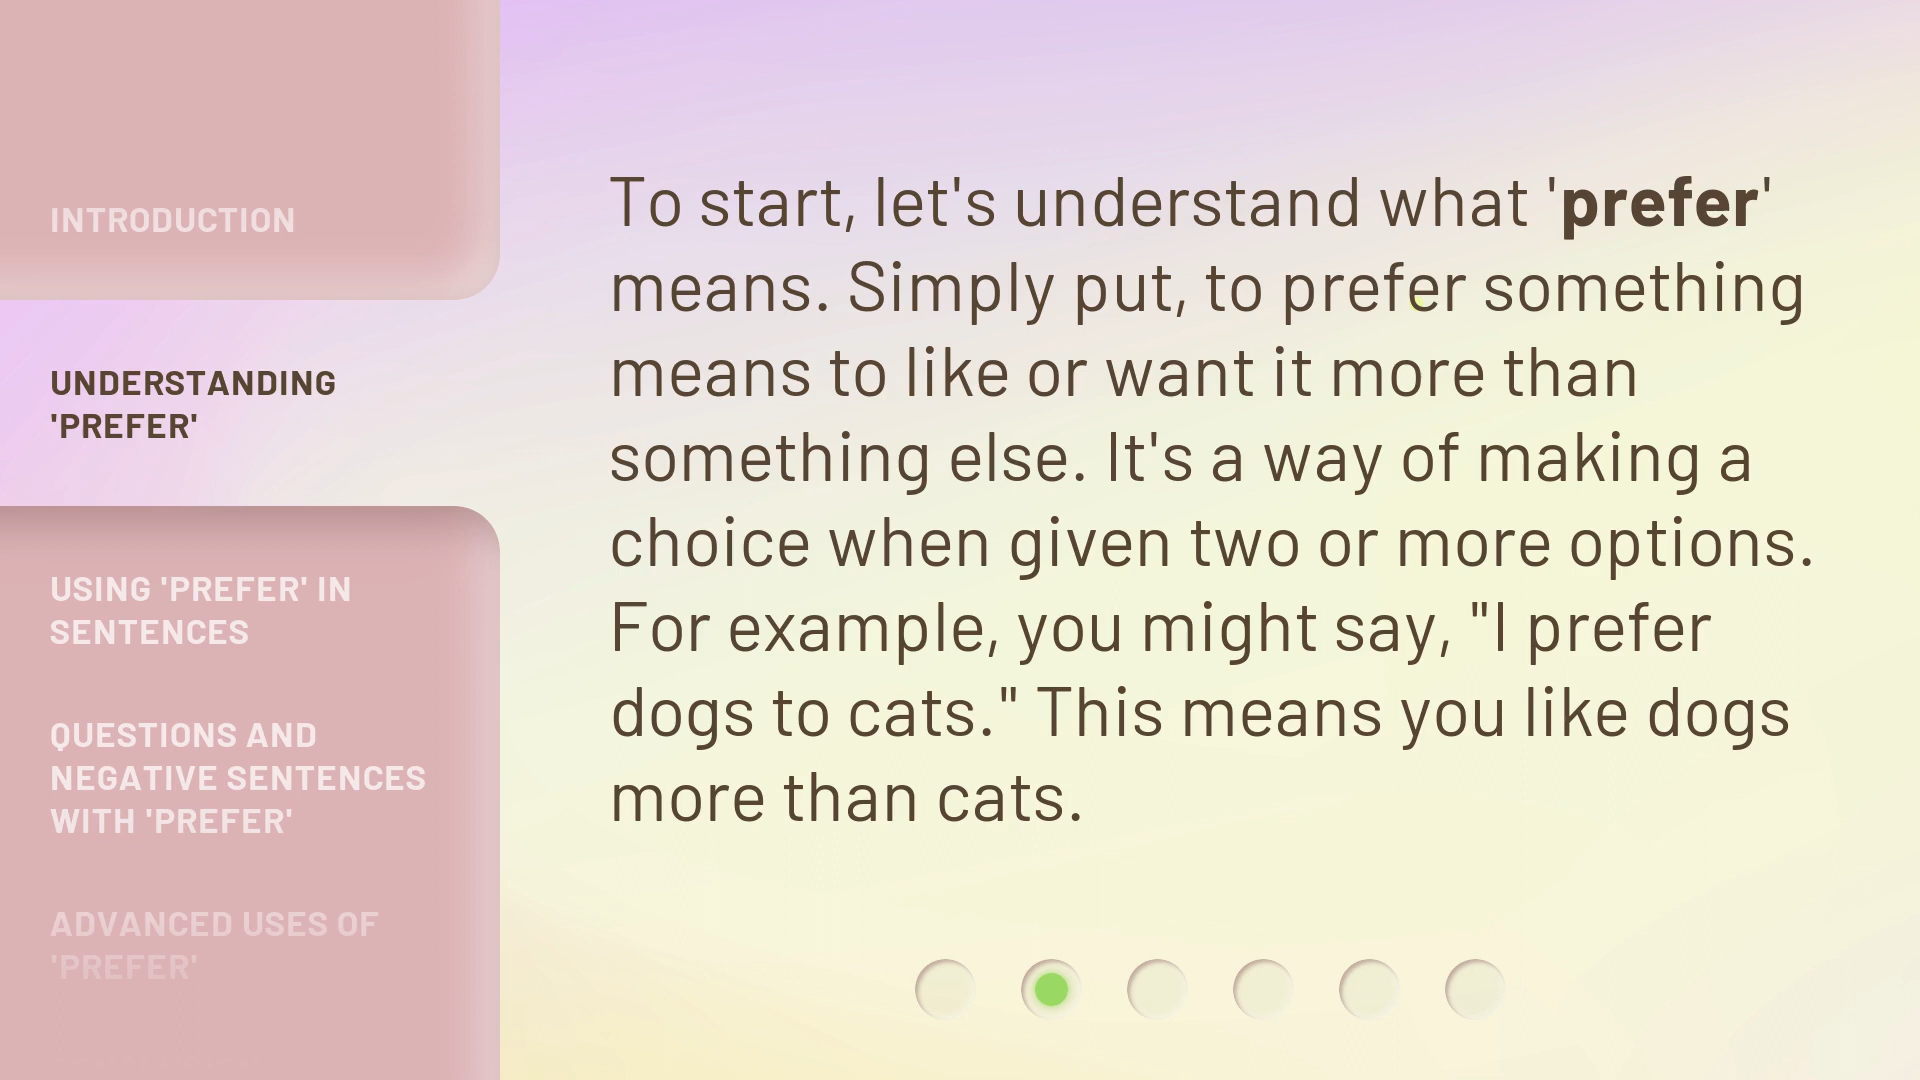 INTRODUCTION
UNDERSTANDING
'PREFER'
USING 'PREFER' IN
SENTENCES
QUESTIONS AND
NEGATIVE SENTENCES
WITH 'PREFER'
ADVANCED USES OF
'PREFER'
To start, let's understand what 'prefer'
means. Simply put, to prefer something
means to like or want it more than
something else. It's a way of making a
choice when given two or more options.
For example, you might say, "I prefer
dogs to cats." This means you like dogs
more than cats.